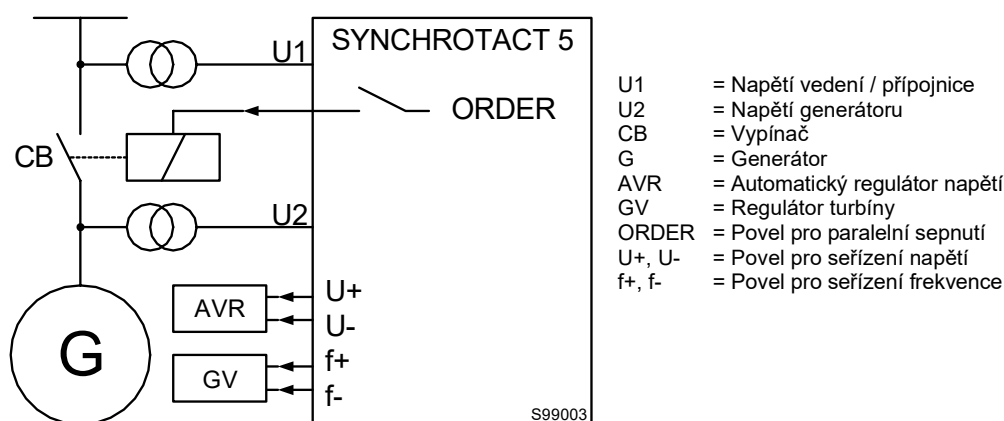 SYNCHROTACT 5
U1
ORDER
CB
U2
U+
AVR
U-
G
f+
GV
f-
S99003
U1 = Napětí vedení / přípojnice
U2 = Napětí generátoru
CB = Vypínač
G = Generátor
AVR = Automatický regulátor napětí
GV = Regulátor turbíny
ORDER = Povel pro paralelní sepnutí
U+, U- = Povel pro seřízení napětí
f+, f- = Povel pro seřízení frekvence